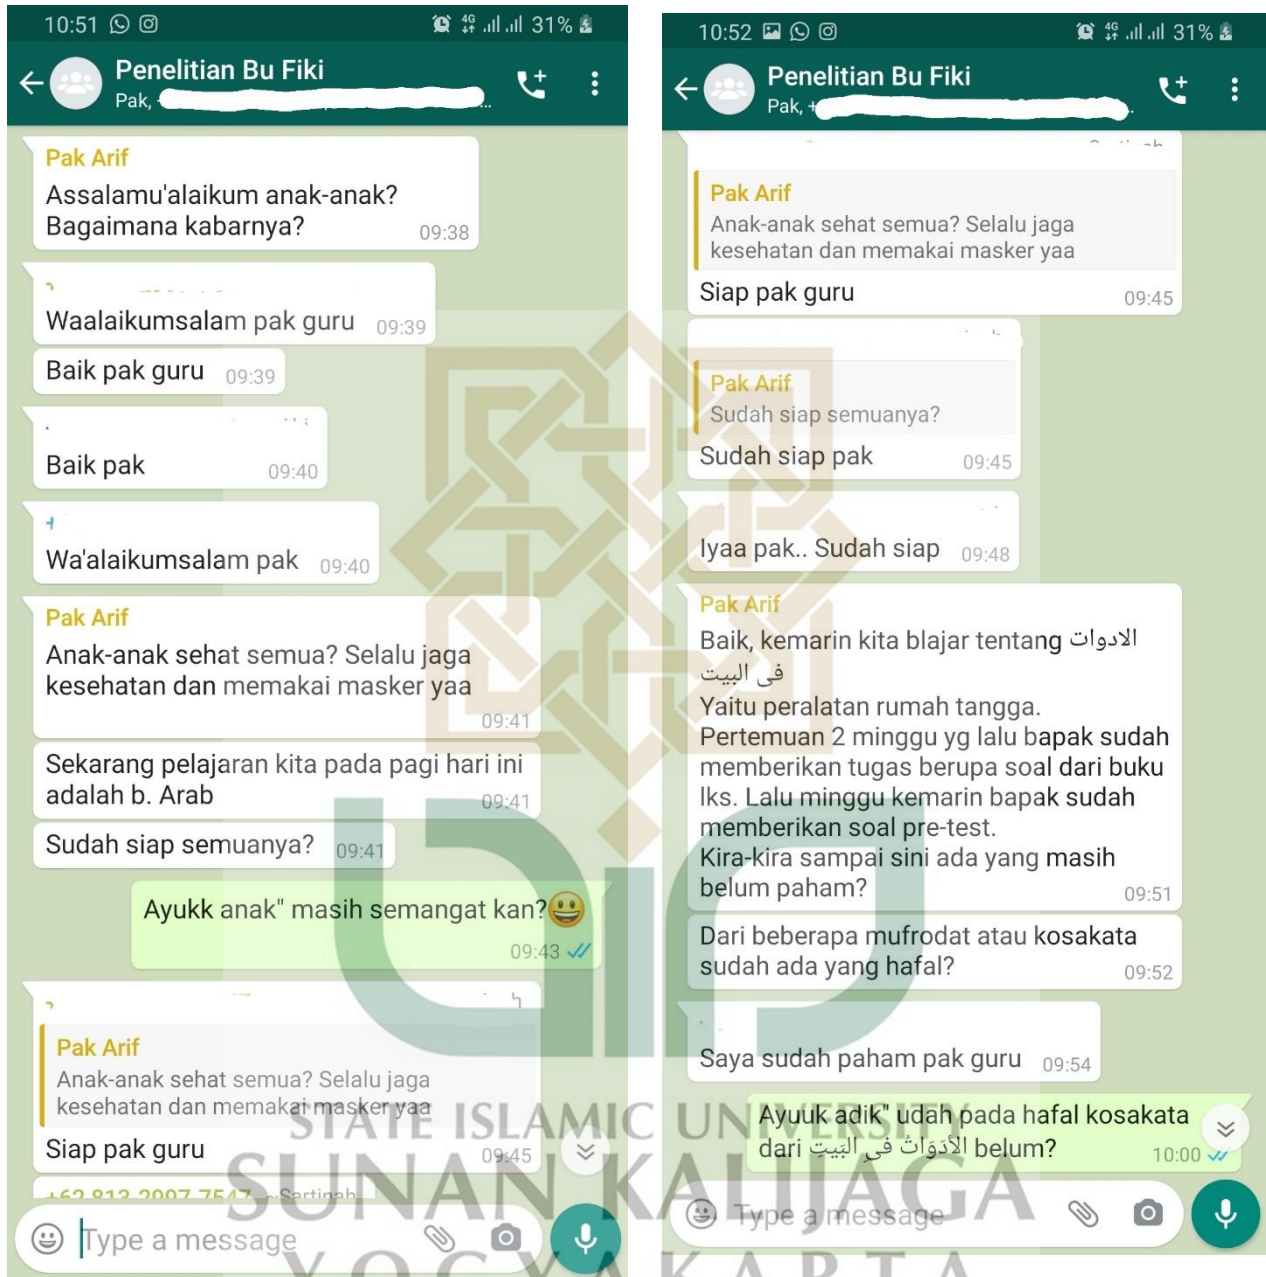 10:51
4G
31%
Penelitian Bu Fiki
Pak,
Pak Arif
Assalamu'alaikum anak-anak?
Bagaimana kabarnya?
09:38
Waalaikumsalam pak guru 09:39
Baik pak guru 09:39
Baik pak 09:40
Wa'alaikumsalam pak 09:40
Pak Arif
Anak-anak sehat semua? Selalu jaga
kesehatan dan memakai masker yaa
09:41
Sekarang pelajaran kita pada pagi hari ini
adalah b. Arab 09:41
Sudah siap semuanya? 09:41
Ayukk anak" masih semangat kan?😃
09:43
Pak Arif
Anak-anak sehat semua? Selalu jaga
kesehatan dan memakai masker yaa
Siap pak guru 09:45
Type a message
10:52
4G
31%
Penelitian Bu Fiki
Pak, +
Pak Arif
Anak-anak sehat semua? Selalu jaga
kesehatan dan memakai masker yaa
Siap pak guru 09:45
Pak Arif
Sudah siap semuanya?
Sudah siap pak 09:45
Iyaa pak.. Sudah siap 09:48
Pak Arif
Baik, kemarin kita blajar tentang الادوات
فى البيت
Yaitu peralatan rumah tangga.
Pertemuan 2 minggu yg lalu bapak sudah
memberikan tugas berupa soal dari buku
lks. Lalu minggu kemarin bapak sudah
memberikan soal pre-test.
Kira-kira sampai sini ada yang masih
belum paham? 09:51
Dari beberapa mufrodat atau kosakata
sudah ada yang hafal? 09:52
Saya sudah paham pak guru 09:54
Ayuuk adik" udah pada hafal kosakata
dari الأدَوَاتُ فىِ البَيتِ belum? 10:00
Type a message
STATE ISLAMIC UNIVERSITY
SUNAN KALIJAGA
YOGYAKARTA